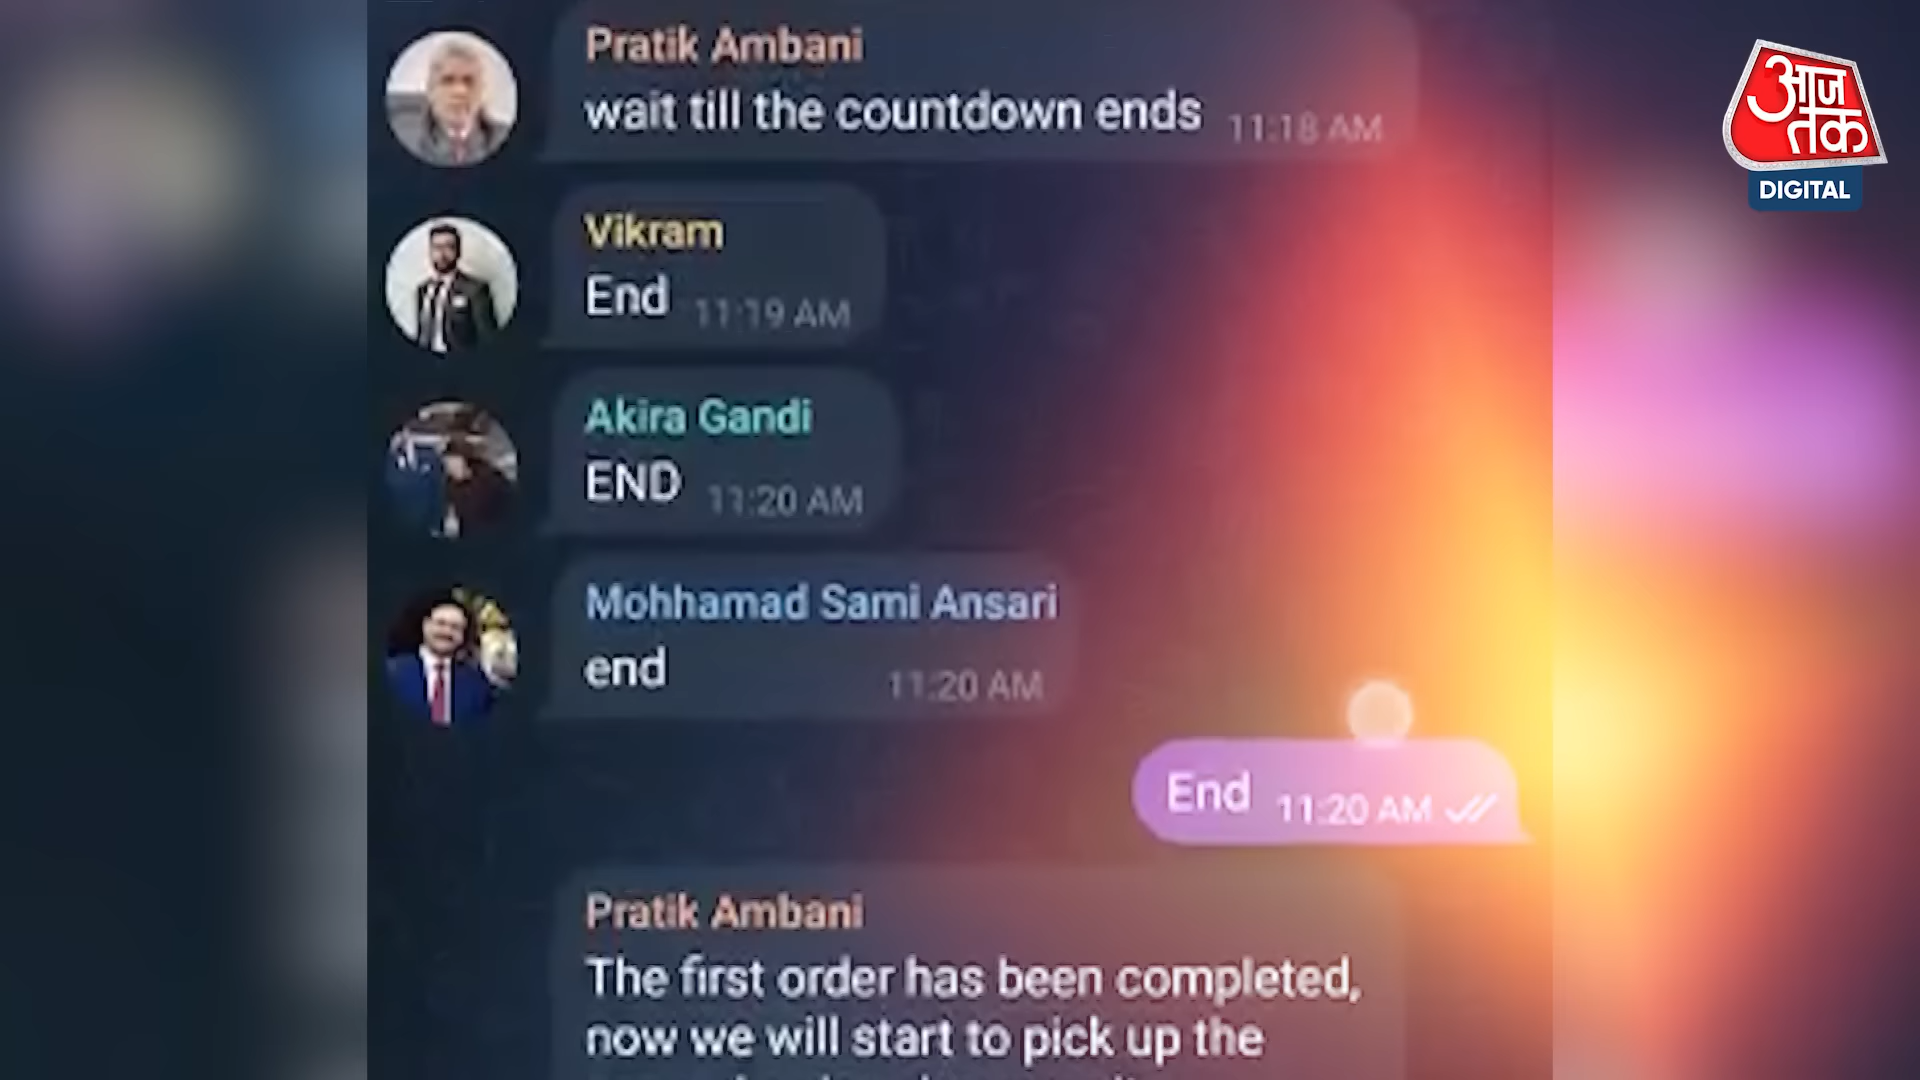 Pratik Ambani
wait till the countdown ends 11:18 AM
आज
तक
DIGITAL
Vikram
End 11:19 AM
Akira Gandi
END 11:20 AM
Mohhamad Sami Ansari
end 11:20 AM
End 11:20 AM
Pratik Ambani
The first order has been completed,
now we will start to pick up the